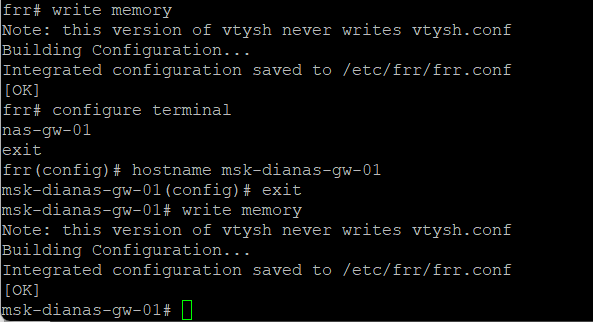 frr# write memory
Note: this version of vtysh never writes vtysh.conf
Building Configuration...
Integrated configuration saved to /etc/frr/frr.conf
[OK]
frr# configure terminal
nas-gw-01
exit
frr(config)# hostname msk-dianas-gw-01
msk-dianas-gw-01(config)# exit
msk-dianas-gw-01# write memory
Note: this version of vtysh never writes vtysh.conf
Building Configuration...
Integrated configuration saved to /etc/frr/frr.conf
[OK]
msk-dianas-gw-01#